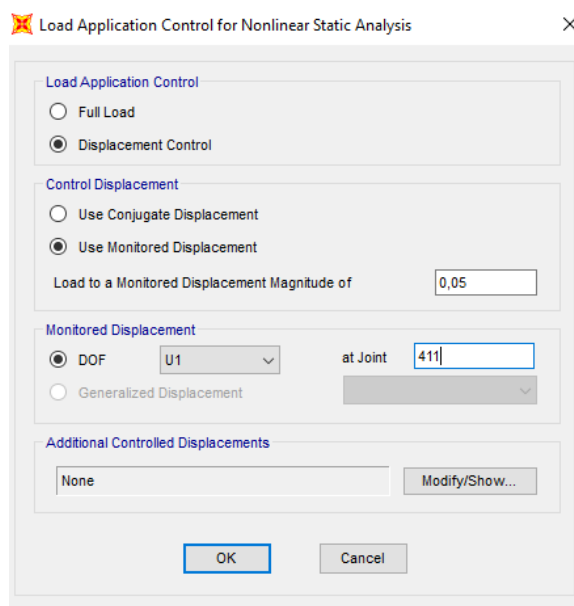 Load Application Control for Nonlinear Static Analysis
Load Application Control
Full Load
Displacement Control
Control Displacement
Use Conjugate Displacement
Use Monitored Displacement
Load to a Monitored Displacement Magnitude of 0,05
Monitored Displacement
DOF U1 at Joint 411
Generalized Displacement
Additional Controlled Displacements
None Modify/Show...
OK Cancel